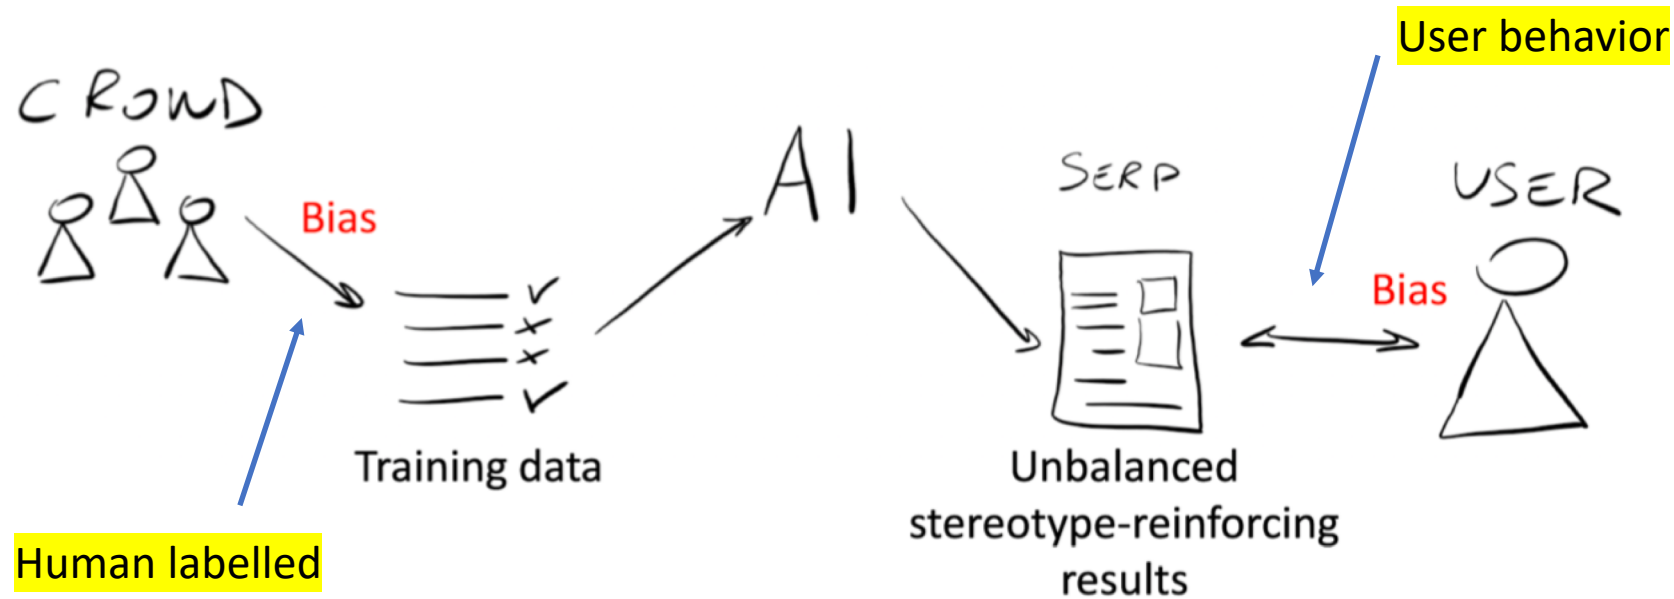 User behavior
CROWD
AI
SERP
USER
Bias
Bias
Training data
Unbalanced
stereotype-reinforcing
results
Human labelled